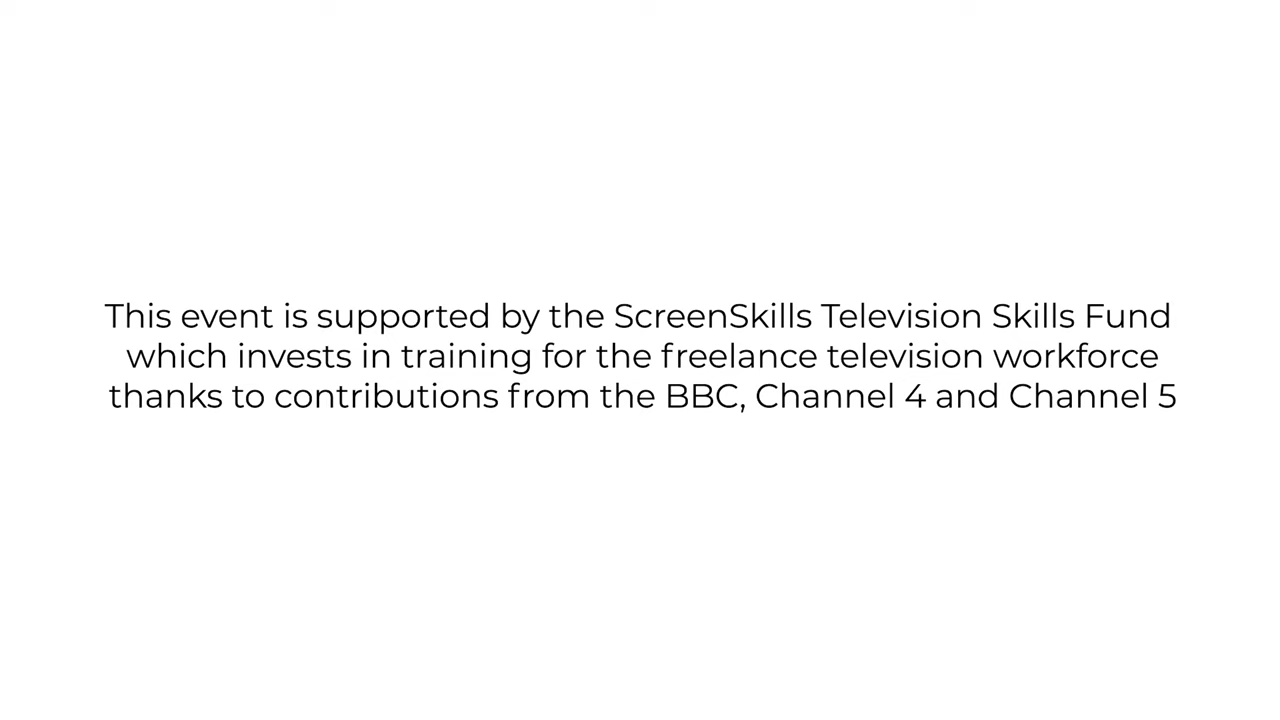 This event is supported by the ScreenSkills Television Skills Fund
which invests in training for the freelance television workforce
thanks to contributions from the BBC, Channel 4 and Channel 5